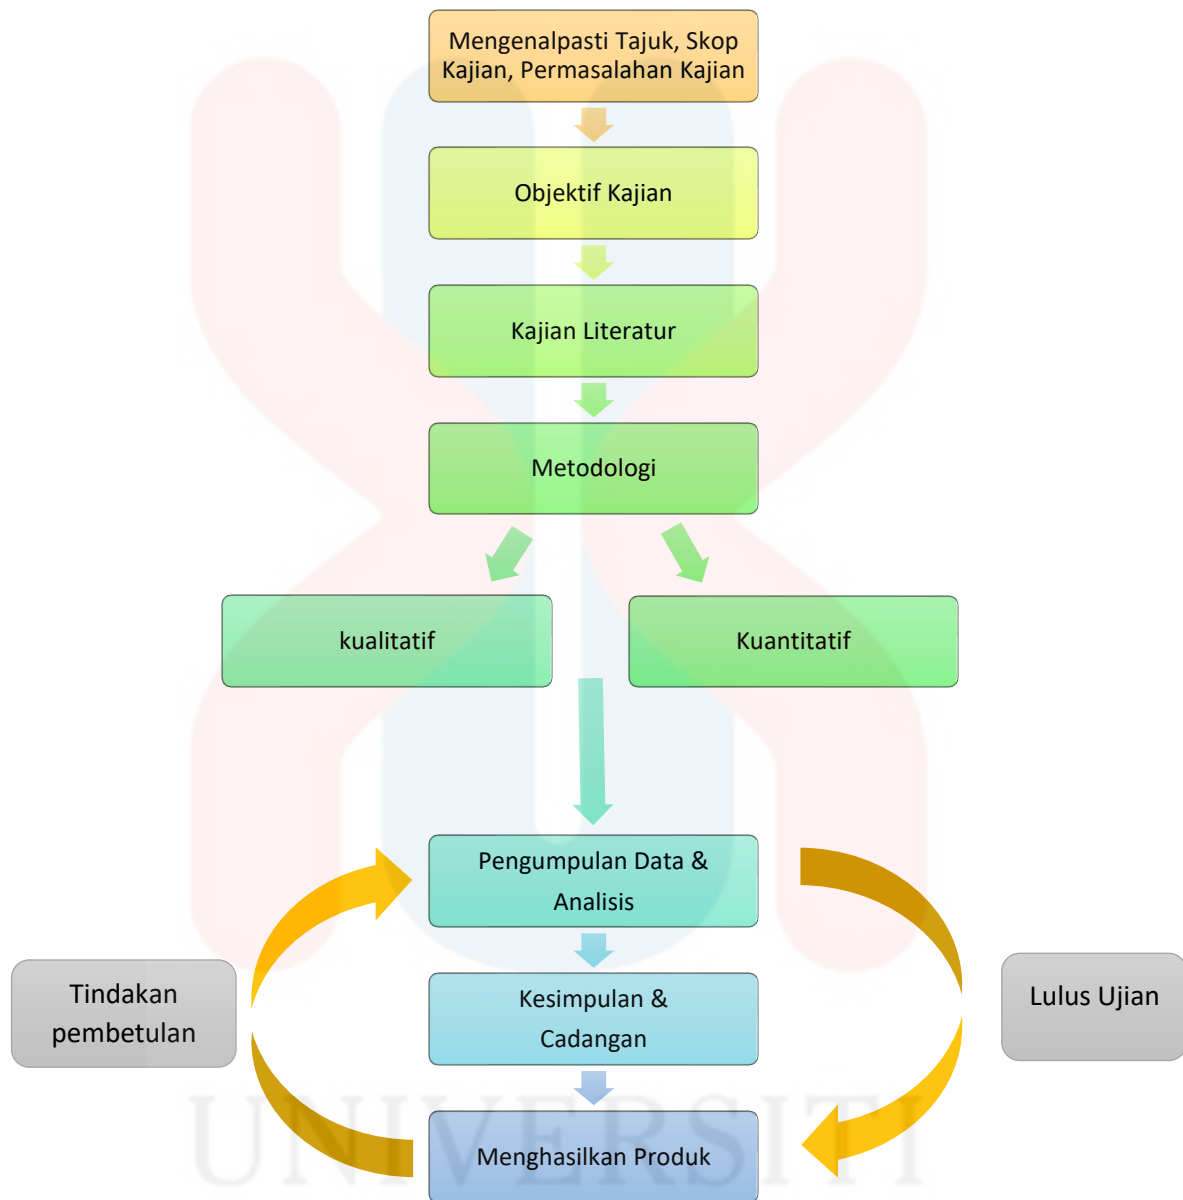 Mengenalpasti Tajuk, Skop
Kajian, Permasalahan Kajian
Objektif Kajian
Kajian Literatur
Metodologi
kualitatif
Kuantitatif
Pengumpulan Data &
Analisis
Tindakan
pembetulan
Kesimpulan &
Cadangan
Lulus Ujian
Menghasilkan Produk
UNIVERSITI